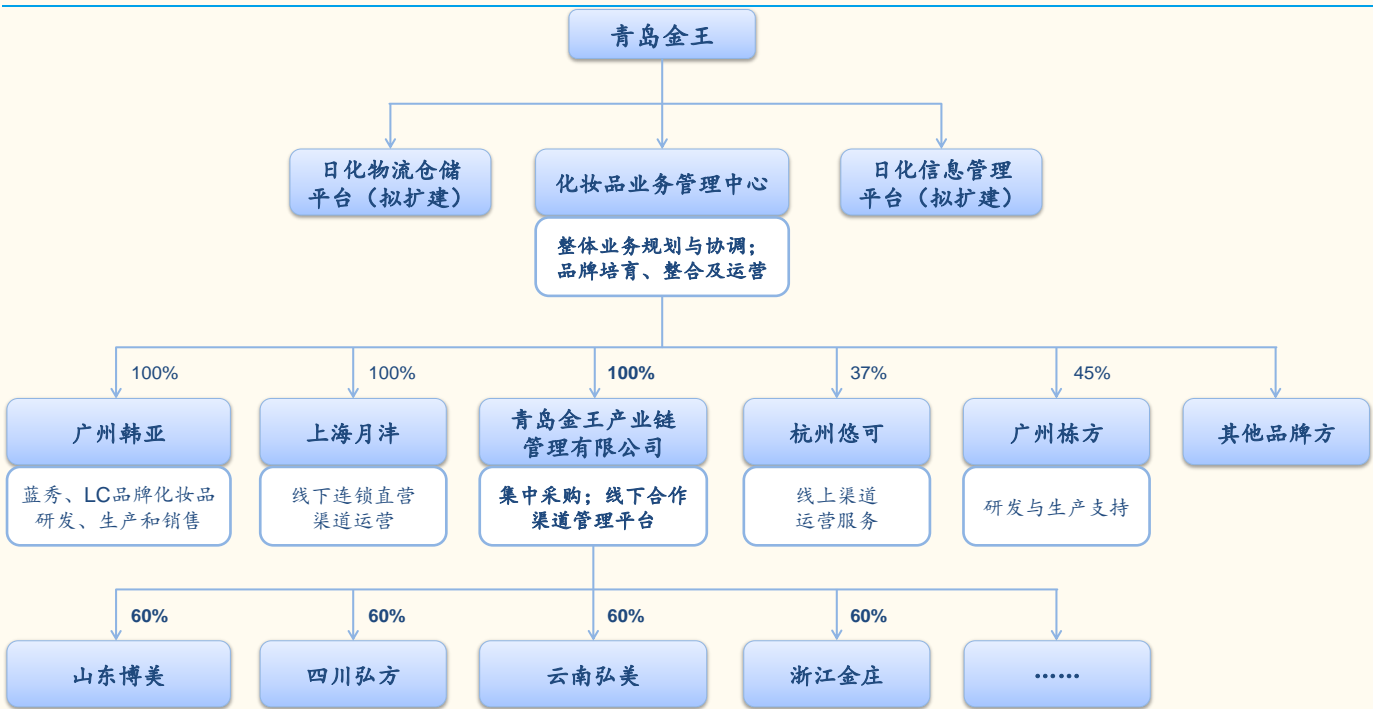 青岛金王
日化物流仓储
平台（拟扩建）
化妆品业务管理中心
日化信息管理
平台（拟扩建）
整体业务规划与协调；
品牌培育、整合及运营
100%
100%
100%
37%
45%
广州韩亚
上海月沣
青岛金王产业链
管理有限公司
杭州悠可
广州栋方
其他品牌方
蓝秀、LC品牌化妆品
研发、生产和销售
线下连锁直营
渠道运营
集中采购；线下合作
渠道管理平台
线上渠道
运营服务
研发与生产支持
60%
60%
60%
60%
山东博美
四川弘方
云南弘美
浙江金庄
……